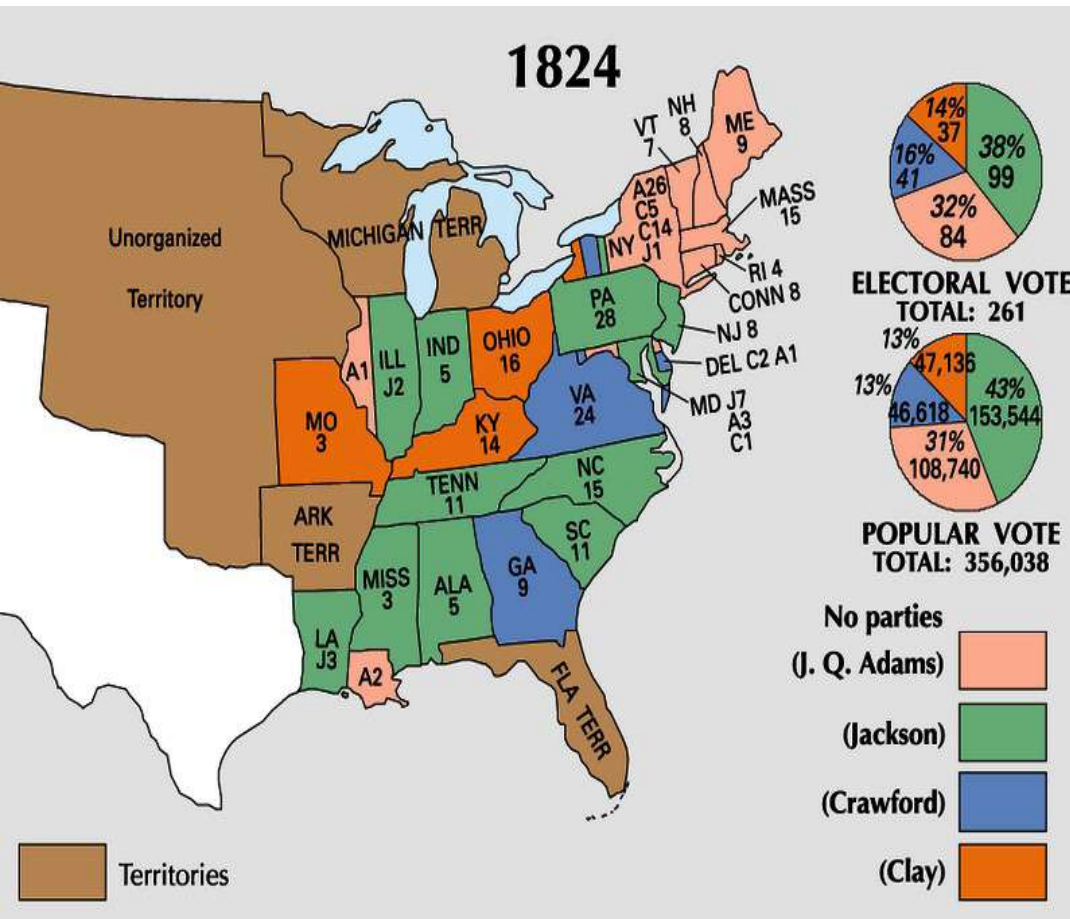 1824
Unorganized
Territory
MICHIGAN TERR
VT
7
NH
8
ME
9
MASS
15
RI 4
CONN 8
NY
A26
C5
C14
J1
PA
28
NJ 8
DEL C2 A1
MD J7
A3
C1
OHIO
16
IND
5
ILL
J2
A1
MO
3
KY
14
VA
24
TENN
11
NC
15
SC
11
GA
9
ALA
5
MISS
3
ARK
TERR
LA
J3
A2
FLA TERR
14%
37
38%
99
16%
41
32%
84
ELECTORAL VOTE
TOTAL: 261
13%
47,136
43%
153,544
13%
46,618
31%
108,740
POPULAR VOTE
TOTAL: 356,038
No parties
(J. Q. Adams)
(Jackson)
(Crawford)
(Clay)
Territories